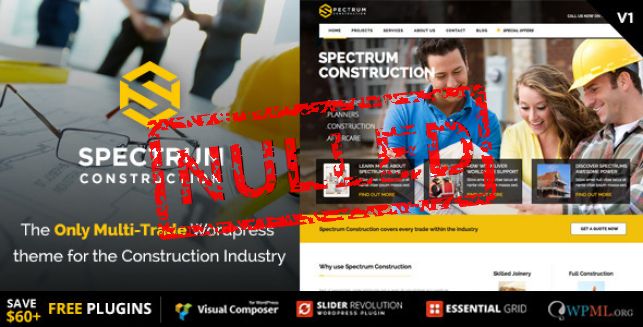 SPECTRUM
CONSTRUCTION
The Only Multi-Trade Wordpress
theme for the Construction Industry
NULLED
SPECTRUM
CONSTRUCTION
CALL US NOW ON
V1
HOME PROJECTS SERVICES ABOUT US CONTACT BLOG SPECIAL OFFERS
SPECTRUM
CONSTRUCTION
PLANNERS
CONSTRUCTION
AFTERCARE
LEARN MORE ABOUT
SPECTRUM THEMES
FIND OUT MORE
FIND OUT MORE
DISCOVER SPECTRUMS
AWESOME POWER
FIND OUT MORE
Spectrum Construction covers every trade within the industry
GET A QUOTE NOW
Why use Spectrum Construction
Skilled Joinery
Full Construction
SAVE
$60+
FREE PLUGINS
Visual Composer
for WordPress
SLIDER REVOLUTION
WORDPRESS PLUGIN
ESSENTIAL GRID
WPML.ORG